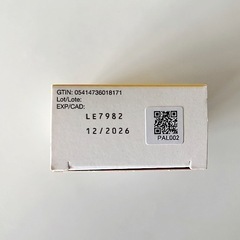 GTIN: 05414736018171
Lot/Lote:
EXP/CAD:
LE7982
12/2026
PAL002